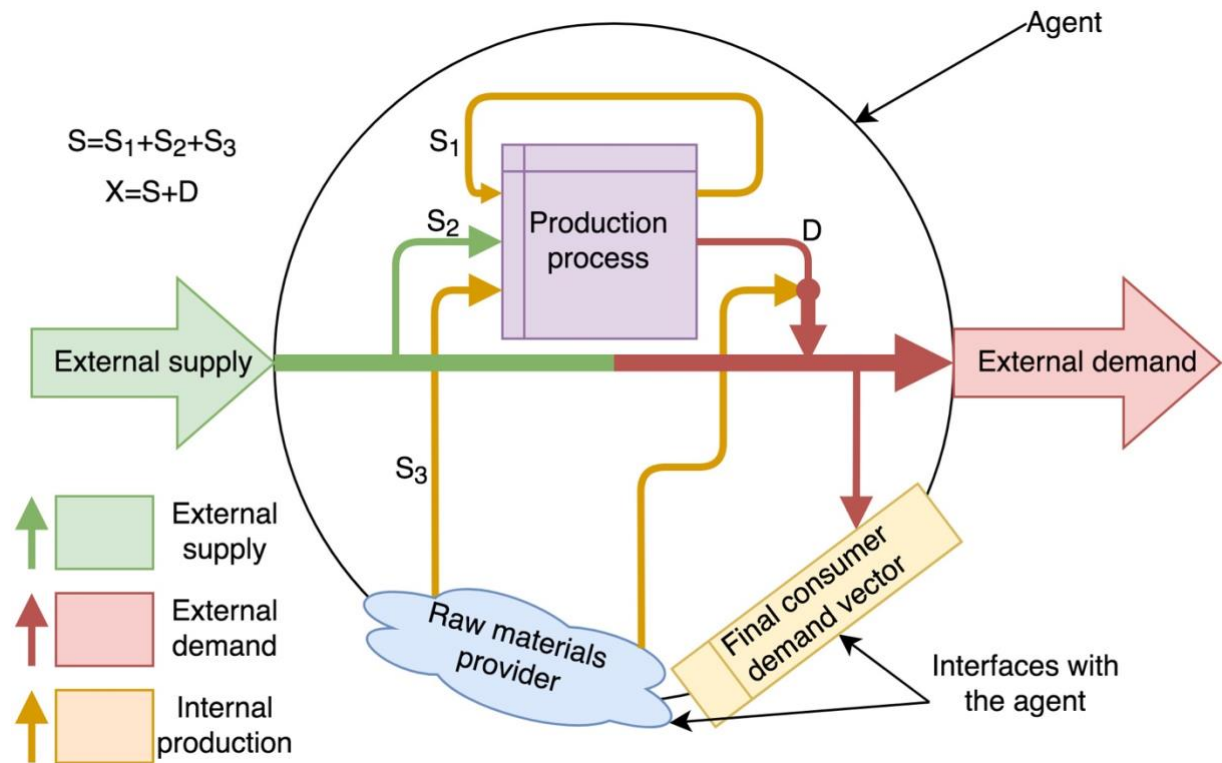 Agent
S=S₁+S₂+S₃
X=S+D
S₁
S₂
Production
process
D
External supply
External demand
S₃
External
supply
External
demand
Internal
production
Raw materials
provider
Final consumer
demand vector
Interfaces with
the agent